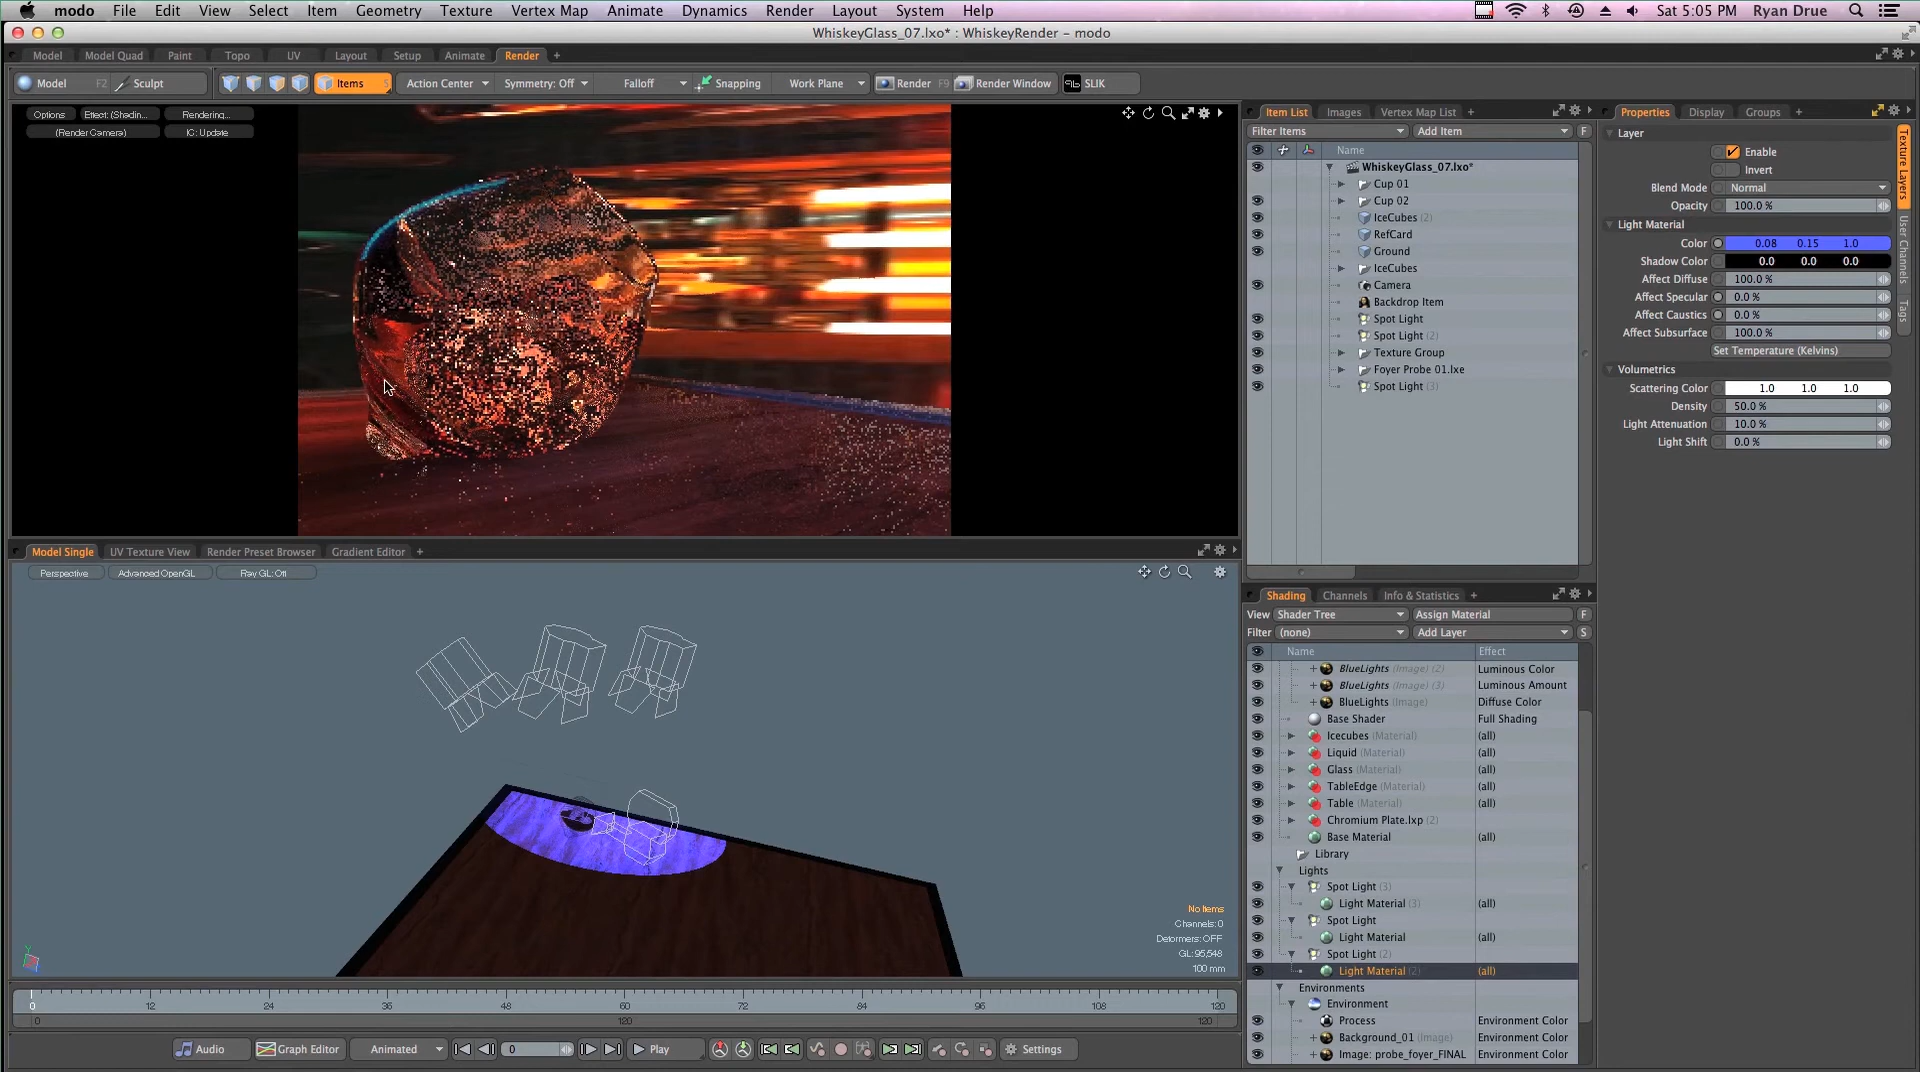 modo File Edit View Select Item Geometry Texture Vertex Map Animate Dynamics Render Layout System Help Sat 5:05 PM Ryan Drue
WhiskeyGlass_07.lxo* : WhiskeyRender – modo
Model Model Quad Paint Topo UV Layout Setup Animate Render +
Model F2 Sculpt Items 5 Action Center Symmetry: Off Falloff Snapping Work Plane Render F9 Render Window SLIK
Options Effect: (Shadin... Rendering...
(Render Camera) IC: Update
Item List Images Vertex Map List +
Filter Items Add Item F
Name
WhiskeyGlass_07.lxo*
Cup 01
Cup 02
IceCubes (2)
RefCard
Ground
IceCubes
Camera
Backdrop Item
Spot Light
Spot Light (2)
Texture Group
Foyer Probe 01.lxe
Spot Light (3)
Properties Display Groups +
Layer
Enable
Invert
Blend Mode Normal
Opacity 100.0 %
Light Material
Color 0.08 0.15 1.0
Shadow Color 0.0 0.0 0.0
Affect Diffuse 100.0 %
Affect Specular 0.0 %
Affect Caustics 0.0 %
Affect Subsurface 100.0 %
Set Temperature (Kelvins)
Volumetrics
Scattering Color 1.0 1.0 1.0
Density 50.0 %
Light Attenuation 10.0 %
Light Shift 0.0 %
Texture Layers
User Channels
Tags
Model Single UV Texture View Render Preset Browser Gradient Editor +
Perspective Advanced OpenGL Ray GL: Off
No Items
Channels: 0
Deformers: OFF
GL: 95,548
100 mm
Shading Channels Info & Statistics +
View Shader Tree Assign Material F
Filter (none) Add Layer S
Name Effect
BlueLights (Image) (2) Luminous Color
BlueLights (Image) (3) Luminous Amount
BlueLights (Image) Diffuse Color
Base Shader Full Shading
Icecubes (Material) (all)
Liquid (Material) (all)
Glass (Material) (all)
TableEdge (Material) (all)
Table (Material) (all)
Chromium Plate.lxp (2) (all)
Base Material (all)
Library
Lights
Spot Light (3)
Light Material (3) (all)
Spot Light
Light Material (all)
Spot Light (2)
Light Material (2) (all)
Environments
Environment
Process Environment Color
Background_01 (Image) Environment Color
Image: probe_foyer_FINAL Environment Color
0 12 24 36 48 60 72 84 96 108 120
0 120 120
Audio Graph Editor Animated 0 Play Settings